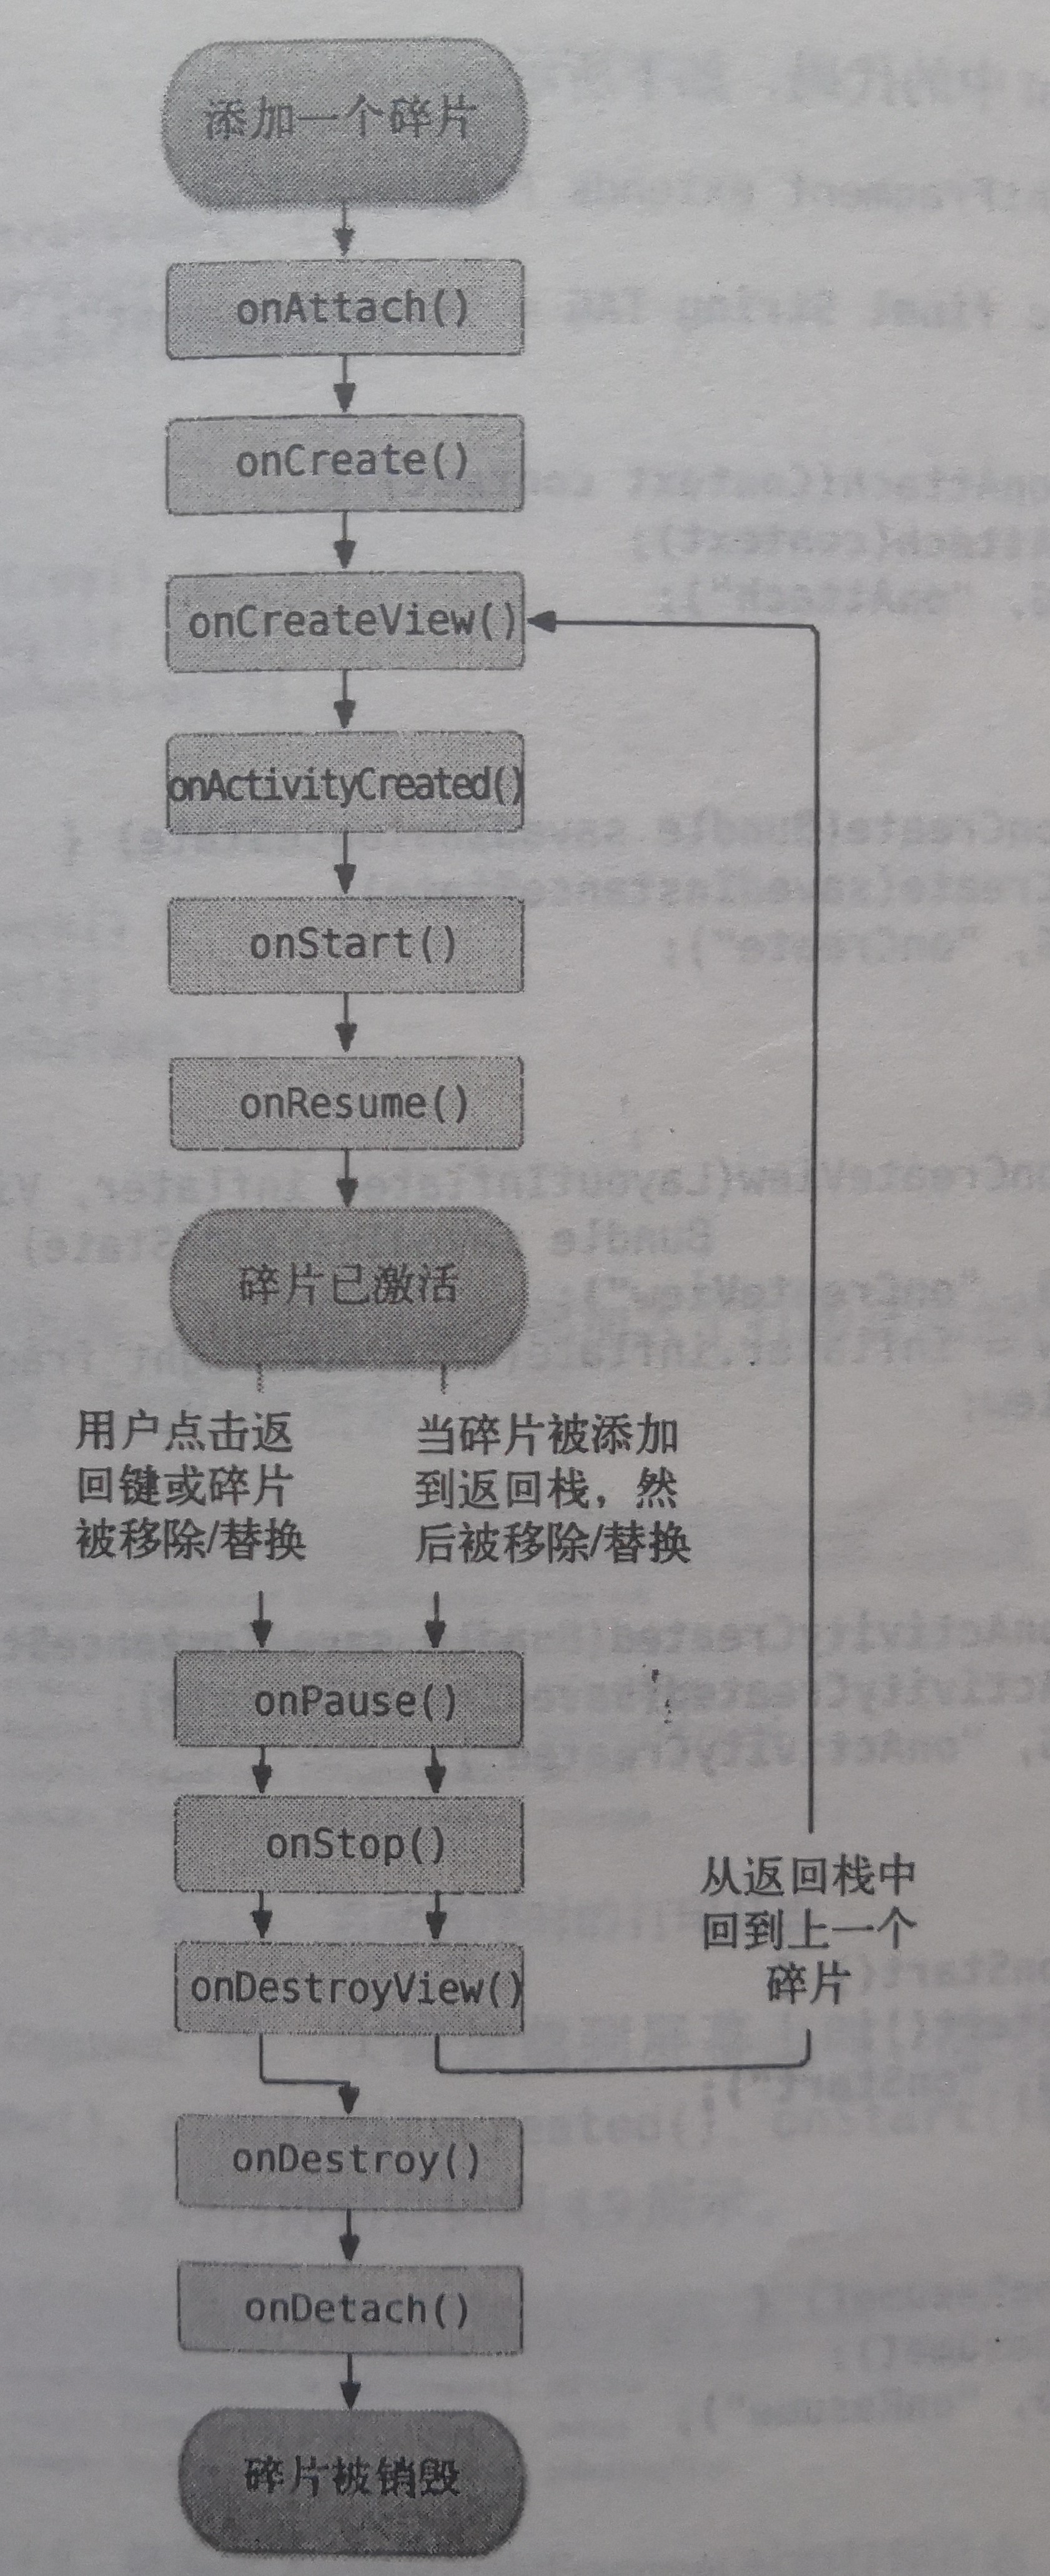 添加一个碎片
onAttach()
onCreate()
onCreateView()
onActivityCreated()
onStart()
onResume()
碎片已激活
用户点击返
回键或碎片
被移除/替换
当碎片被添加
到返回栈，然
后被移除/替换
onPause()
onStop()
onDestroyView()
从返回栈中
回到上一个
碎片
onDestroy()
onDetach()
碎片被销毁